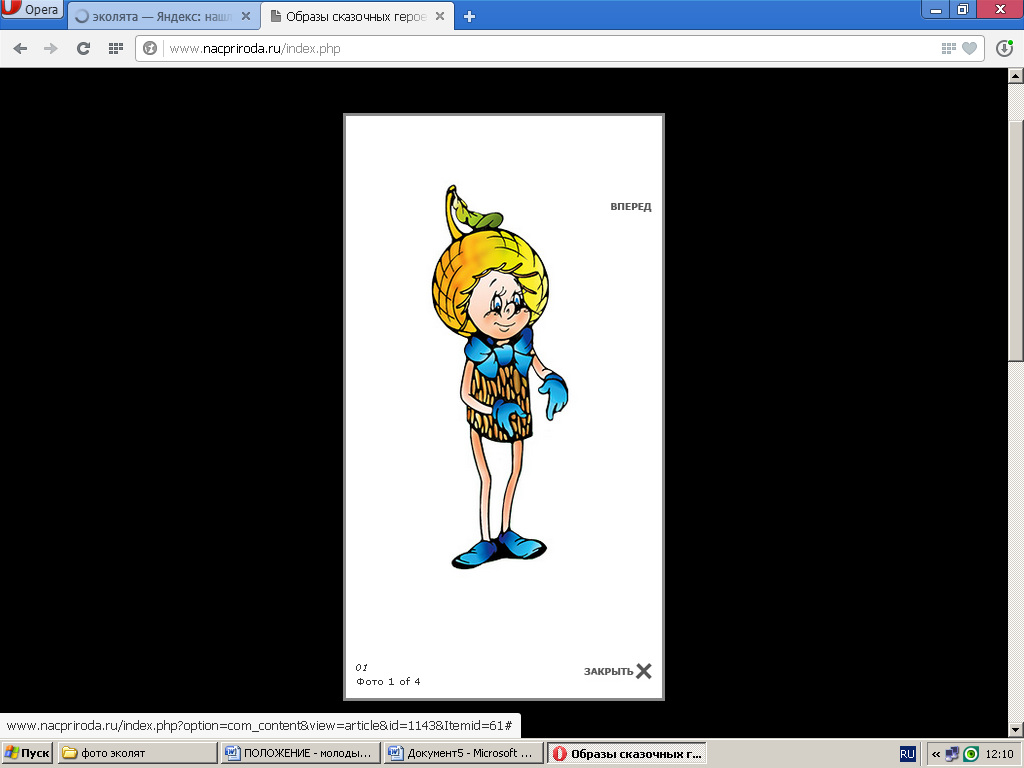 Opera
эколята — Яндекс: нашл
Образы сказочных герое
www.nacpriroda.ru/index.php
ВПЕРЕД
01
Фото 1 of 4
ЗАКРЫТЬ
www.nacpriroda.ru/index.php?option=com_content&view=article&id=1143&Itemid=61#
Пуск
фото эколят
ПОЛОЖЕНИЕ - молоды...
Документ5 - Microsoft ...
Образы сказочных г...
RU
«
12:10